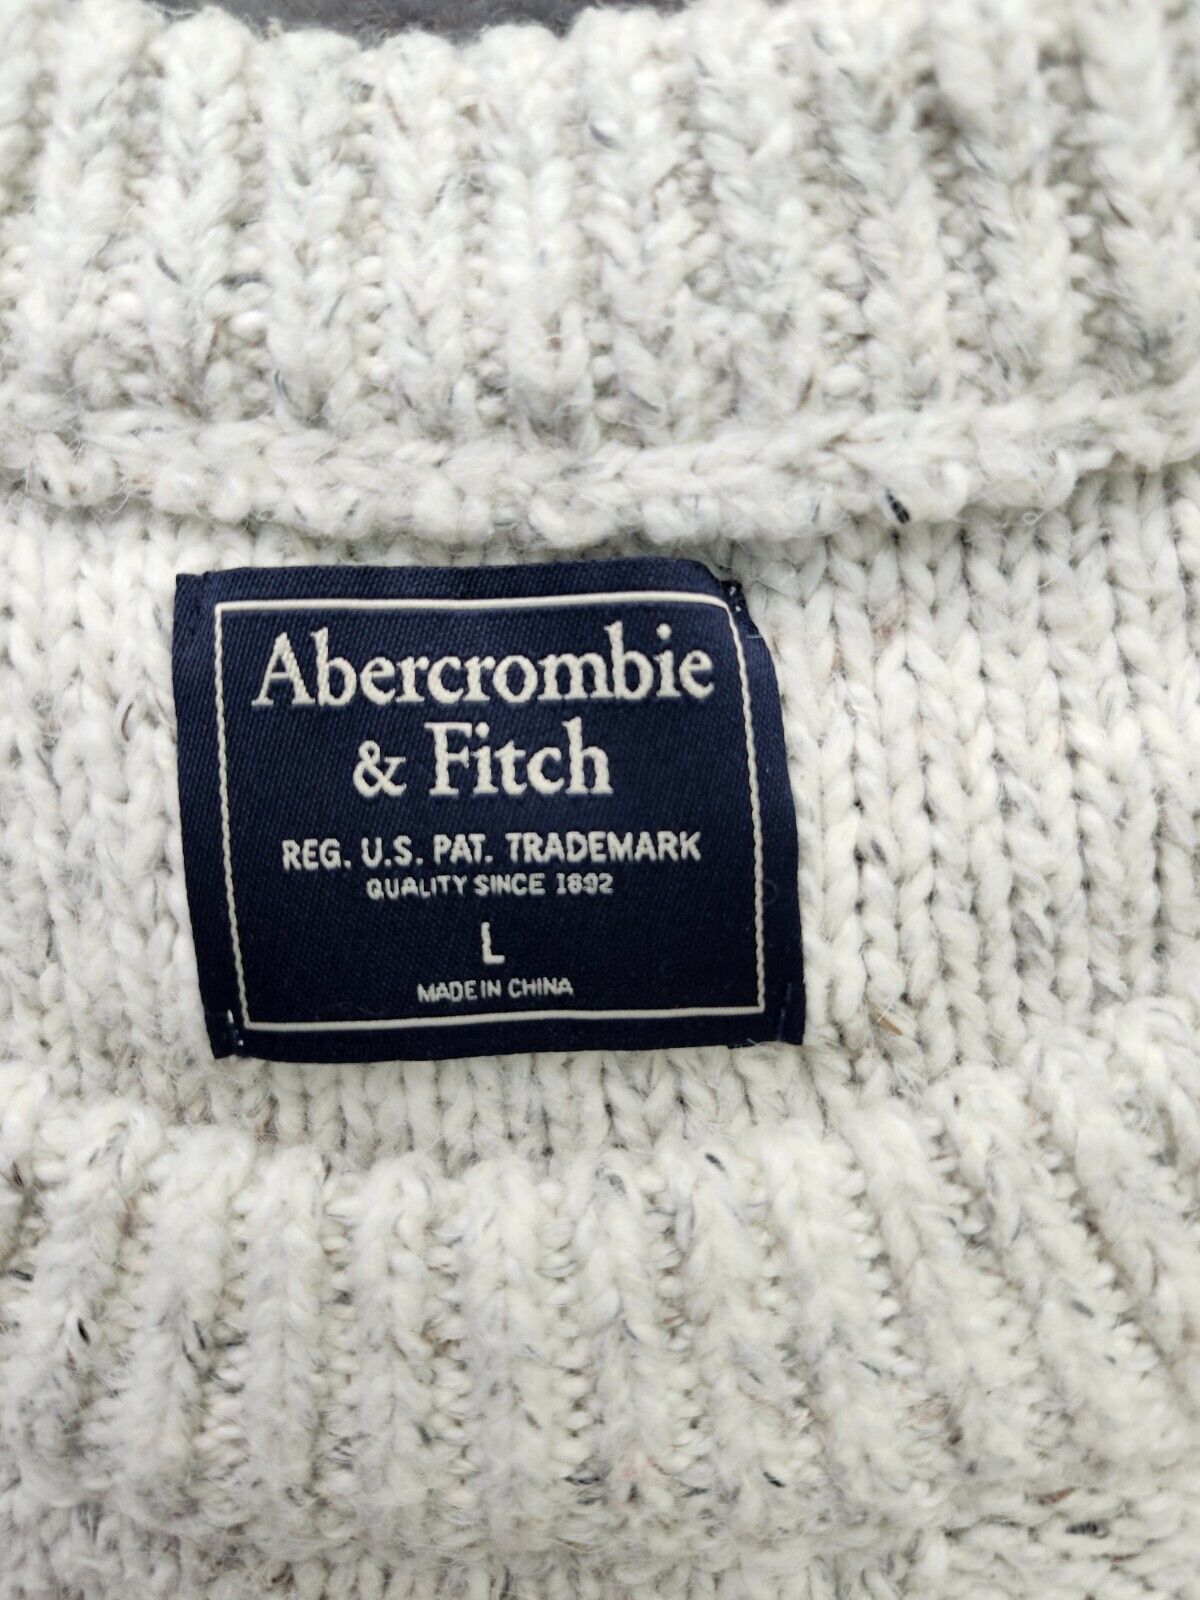 Abercrombie
& Fitch
REG. U.S. PAT. TRADEMARK
QUALITY SINCE 1892
L
MADE IN CHINA